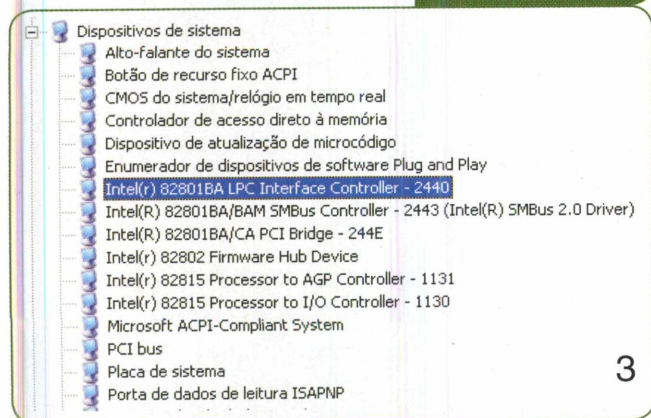 Dispositivos de sistema
Alto-falante do sistema
Botão de recurso fixo ACPI
CMOS do sistema/relógio em tempo real
Controlador de acesso direto à memória
Dispositivo de atualização de microcódigo
Enumerador de dispositivos de software Plug and Play
Intel(r) 82801BA LPC Interface Controller - 2440
Intel(R) 82801BA/BAM SMBus Controller - 2443 (Intel(R) SMBus 2.0 Driver)
Intel(R) 82801BA/CA PCI Bridge - 244E
Intel(r) 82802 Firmware Hub Device
Intel(r) 82815 Processor to AGP Controller - 1131
Intel(r) 82815 Processor to I/O Controller - 1130
Microsoft ACPI-Compliant System
PCI bus
Placa de sistema
Porta de dados de leitura ISAPNP
3